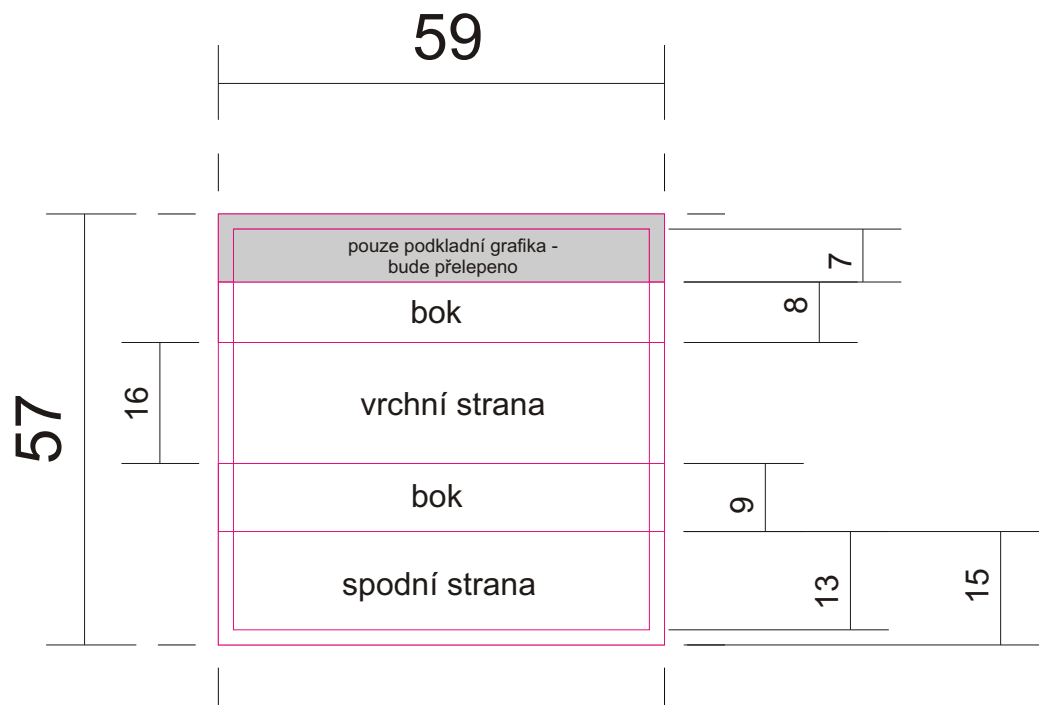 59
pouze podkladní grafika -
bude přelepeno
7
bok
8
57
16
vrchní strana
bok
9
spodní strana
13
15